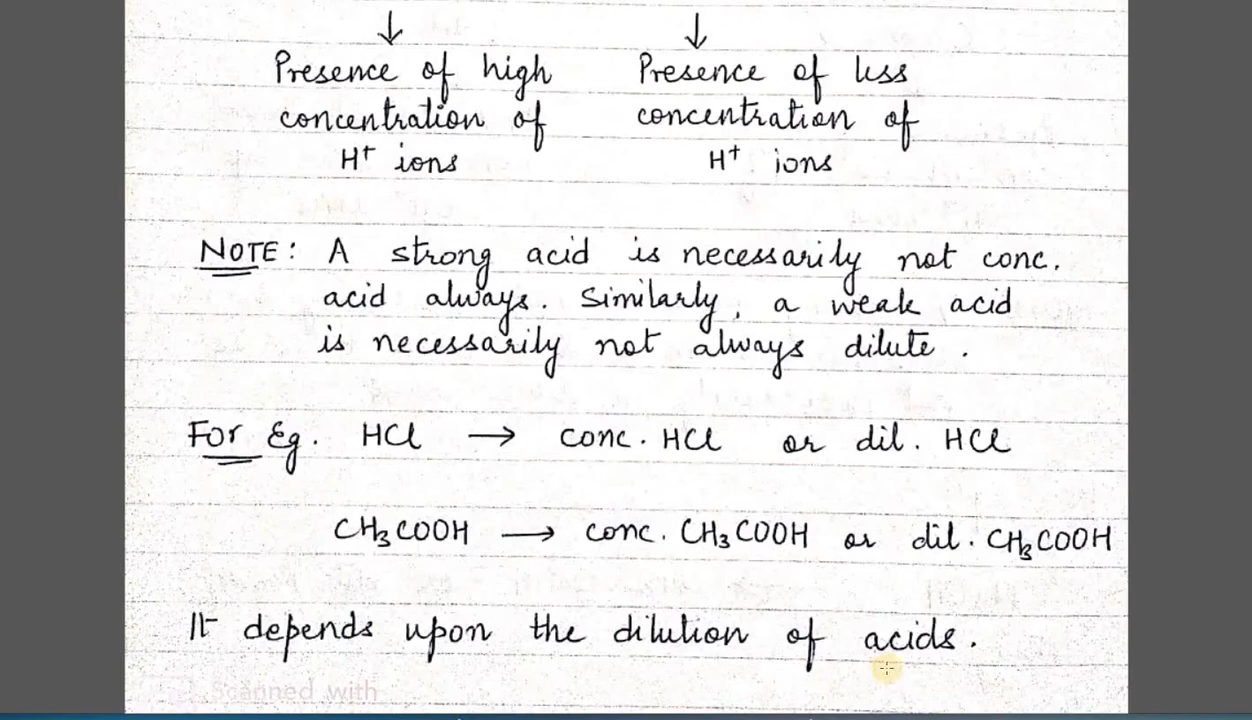 ↓ ↓
Presence of high Presence of less
concentration of concentration of
H⁺ ions H⁺ ions
NOTE: A strong acid is necessarily not conc.
acid always. Similarly, a weak acid
is necessarily not always dilute.
For Eg. HCl → conc. HCl or dil. HCl
CH₃COOH → conc. CH₃COOH or dil. CH₃COOH
It depends upon the dilution of acids.
Scanned with